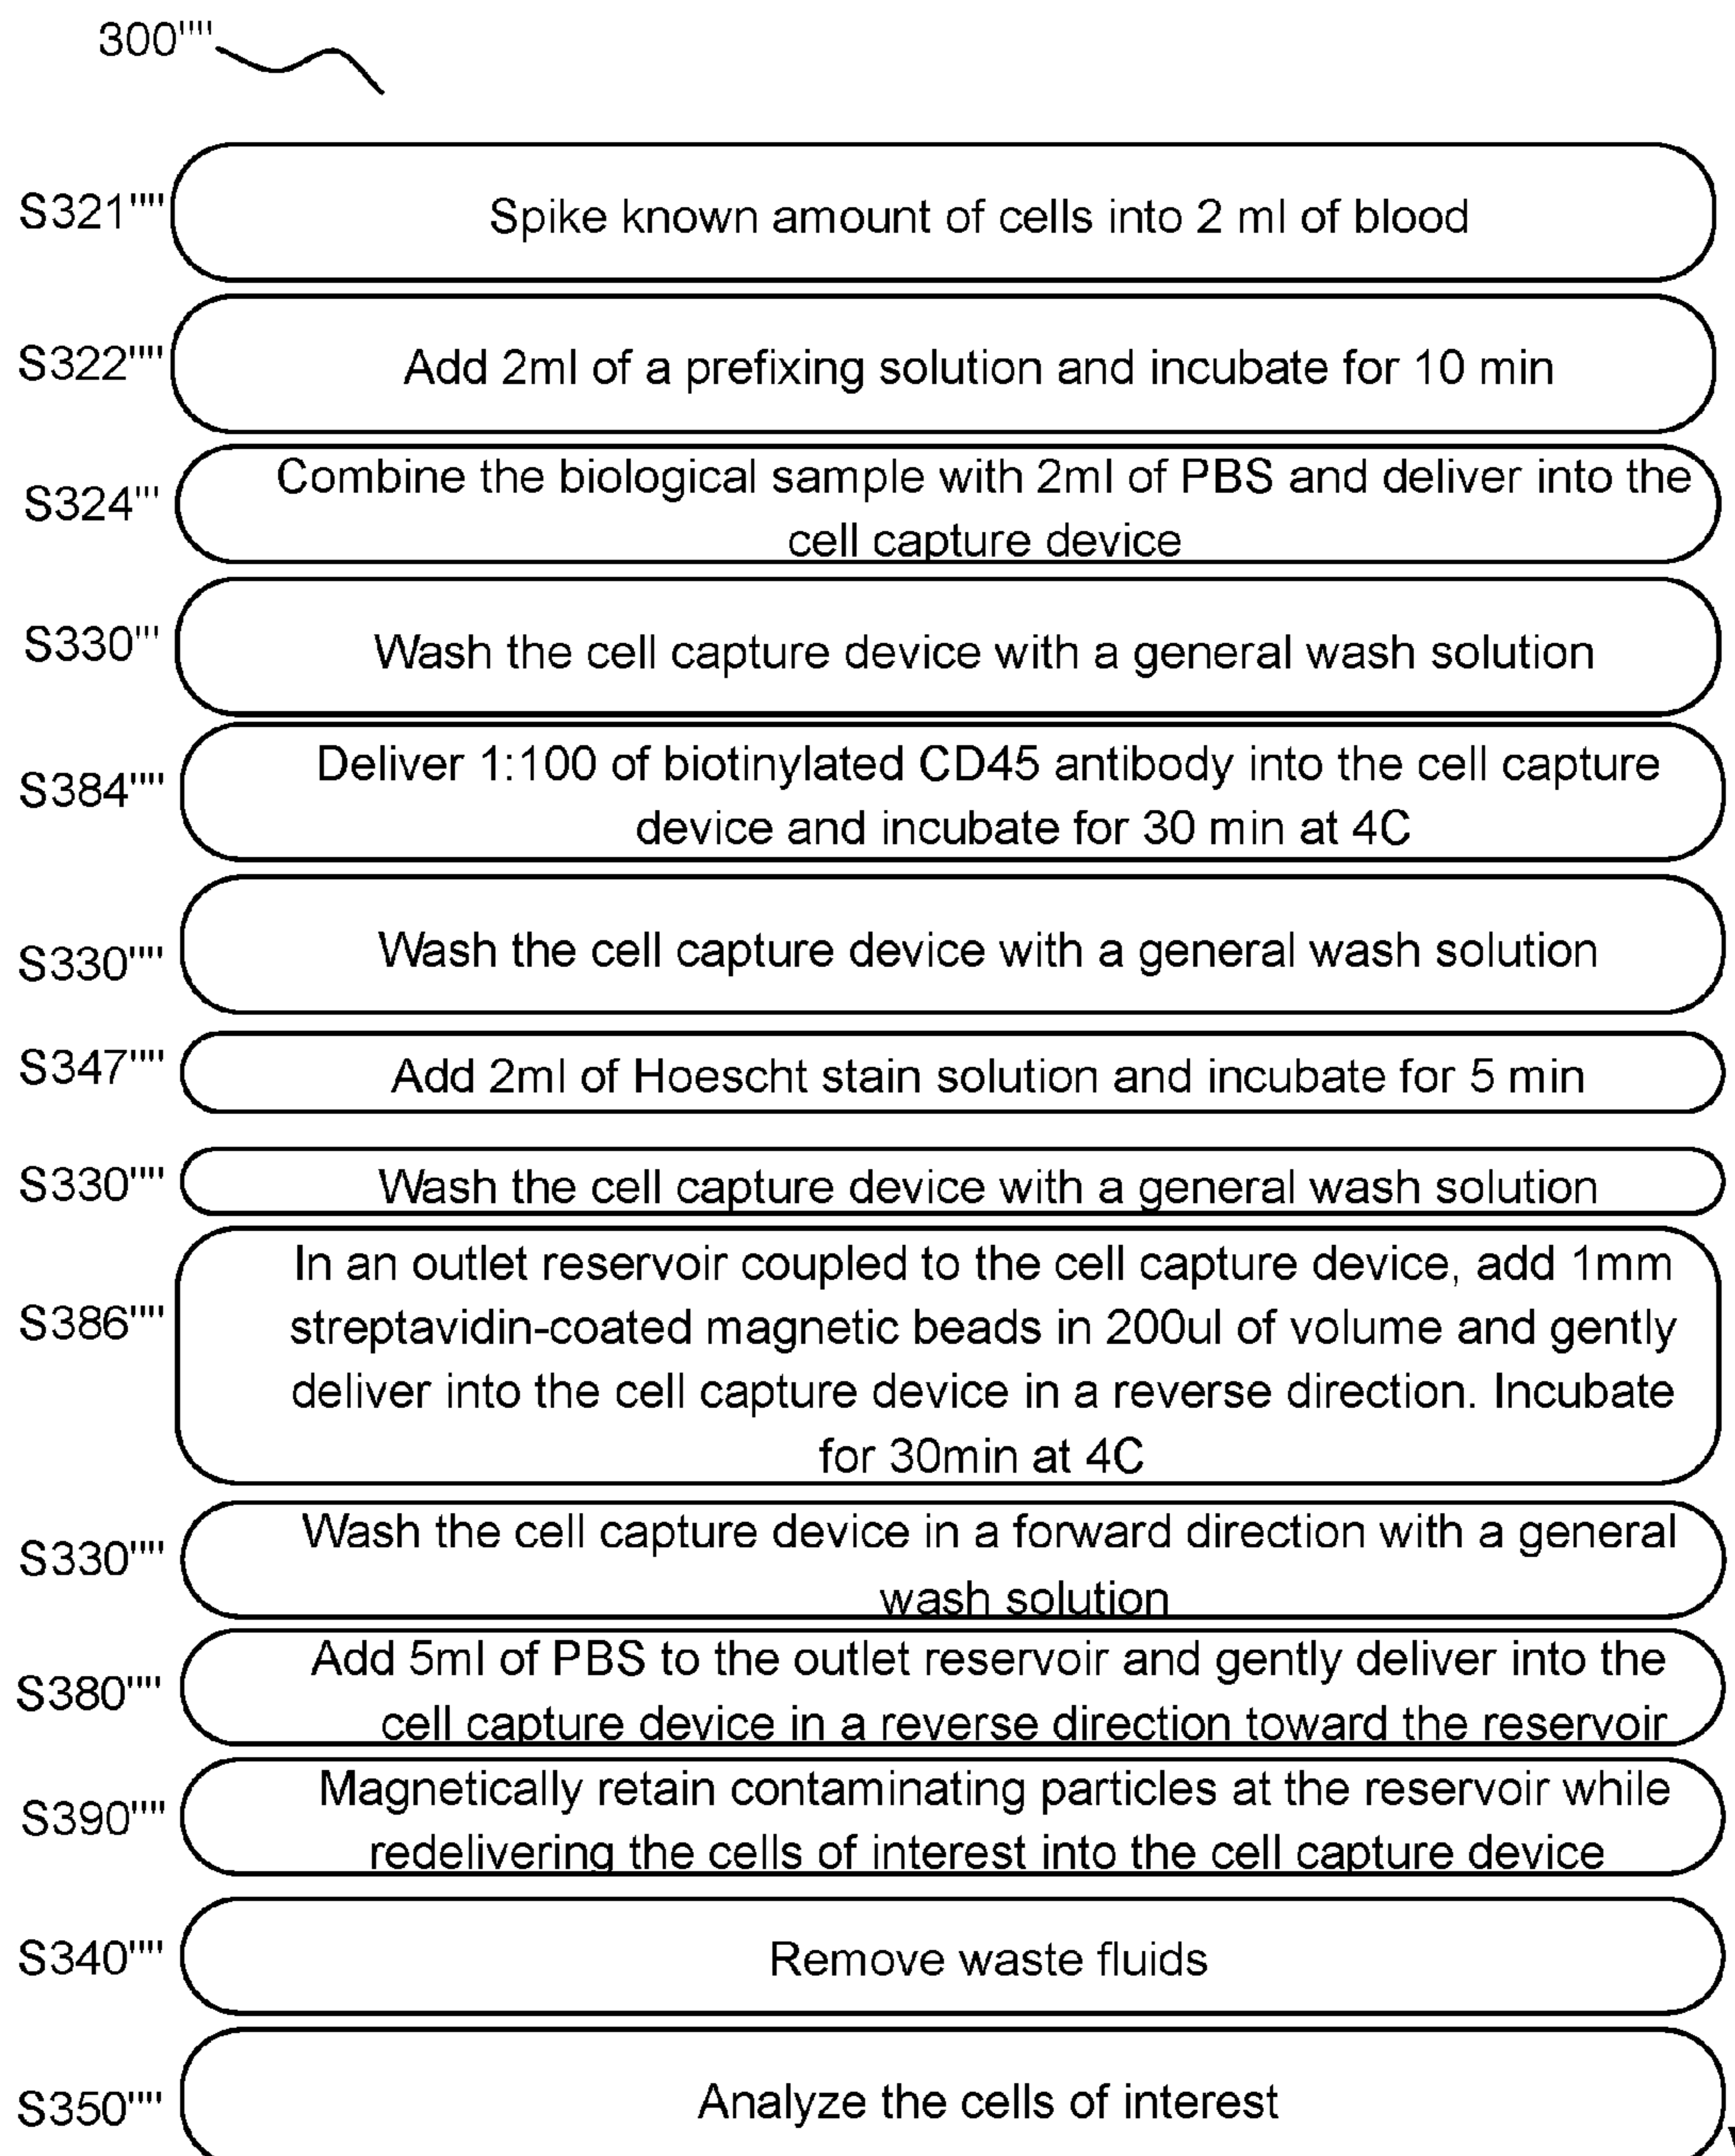 300''''
S321''''
Spike known amount of cells into 2 ml of blood
S322''''
Add 2ml of a prefixing solution and incubate for 10 min
S324'''
Combine the biological sample with 2ml of PBS and deliver into the
cell capture device
S330'''
Wash the cell capture device with a general wash solution
S384''''
Deliver 1:100 of biotinylated CD45 antibody into the cell capture
device and incubate for 30 min at 4C
S330''''
Wash the cell capture device with a general wash solution
S347''''
Add 2ml of Hoescht stain solution and incubate for 5 min
S330''''
Wash the cell capture device with a general wash solution
S386''''
In an outlet reservoir coupled to the cell capture device, add 1mm
streptavidin-coated magnetic beads in 200ul of volume and gently
deliver into the cell capture device in a reverse direction. Incubate
for 30min at 4C
S330''''
Wash the cell capture device in a forward direction with a general
wash solution
S380''''
Add 5ml of PBS to the outlet reservoir and gently deliver into the
cell capture device in a reverse direction toward the reservoir
S390''''
Magnetically retain contaminating particles at the reservoir while
redelivering the cells of interest into the cell capture device
S340''''
Remove waste fluids
S350''''
Analyze the cells of interest